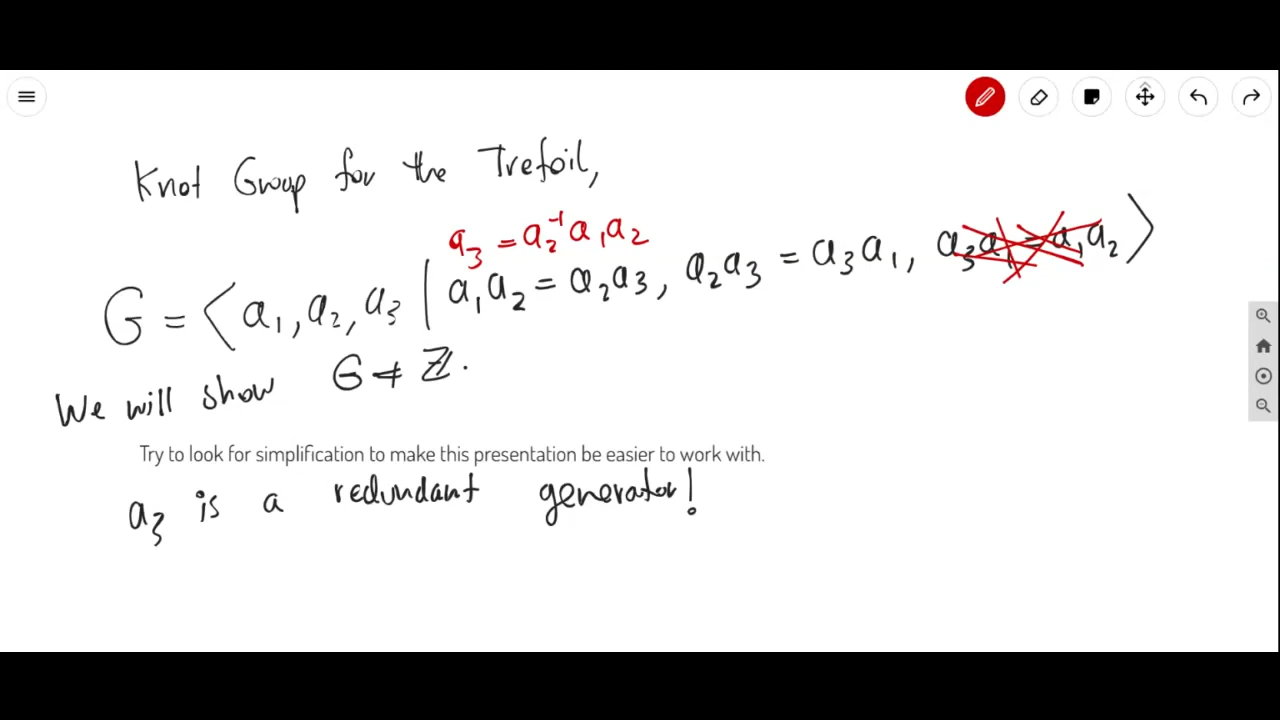 Knot Group for the Trefoil,
a₃ = a₂⁻¹a₁a₂
G = ⟨a₁, a₂, a₃ | a₁a₂ = a₂a₃, a₂a₃ = a₃a₁, a₃a₁ = a₁a₂⟩
We will show G ≠ ℤ.
Try to look for simplification to make this presentation be easier to work with.
a₃ is a redundant generator!